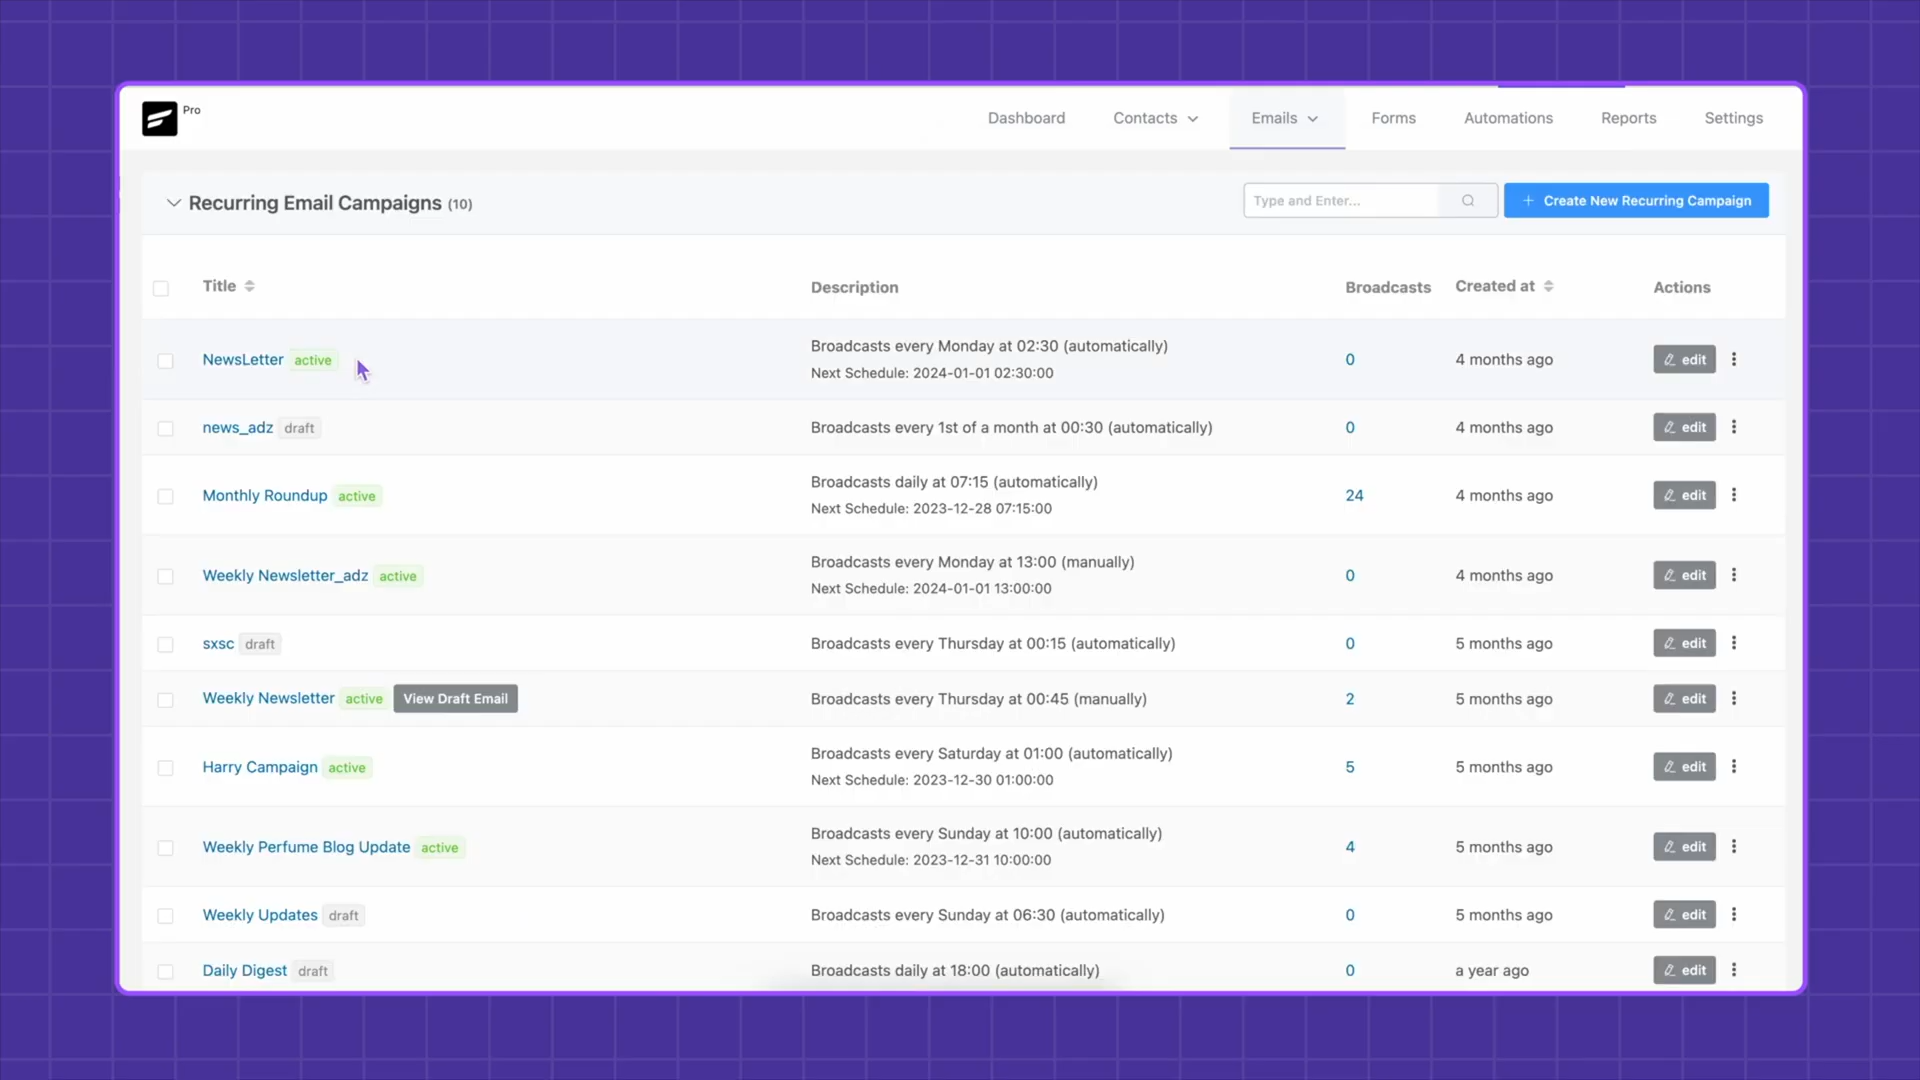 Pro
Dashboard
Contacts
Emails
Forms
Automations
Reports
Settings
Recurring Email Campaigns (10)
Type and Enter...
+ Create New Recurring Campaign
Title
Description
Broadcasts
Created at
Actions
NewsLetter active
Broadcasts every Monday at 02:30 (automatically)
Next Schedule: 2024-01-01 02:30:00
0
4 months ago
edit
news_adz draft
Broadcasts every 1st of a month at 00:30 (automatically)
0
4 months ago
edit
Monthly Roundup active
Broadcasts daily at 07:15 (automatically)
Next Schedule: 2023-12-28 07:15:00
24
4 months ago
edit
Weekly Newsletter_adz active
Broadcasts every Monday at 13:00 (manually)
Next Schedule: 2024-01-01 13:00:00
0
4 months ago
edit
sxsc draft
Broadcasts every Thursday at 00:15 (automatically)
0
5 months ago
edit
Weekly Newsletter active View Draft Email
Broadcasts every Thursday at 00:45 (manually)
2
5 months ago
edit
Harry Campaign active
Broadcasts every Saturday at 01:00 (automatically)
Next Schedule: 2023-12-30 01:00:00
5
5 months ago
edit
Weekly Perfume Blog Update active
Broadcasts every Sunday at 10:00 (automatically)
Next Schedule: 2023-12-31 10:00:00
4
5 months ago
edit
Weekly Updates draft
Broadcasts every Sunday at 06:30 (automatically)
0
5 months ago
edit
Daily Digest draft
Broadcasts daily at 18:00 (automatically)
0
a year ago
edit